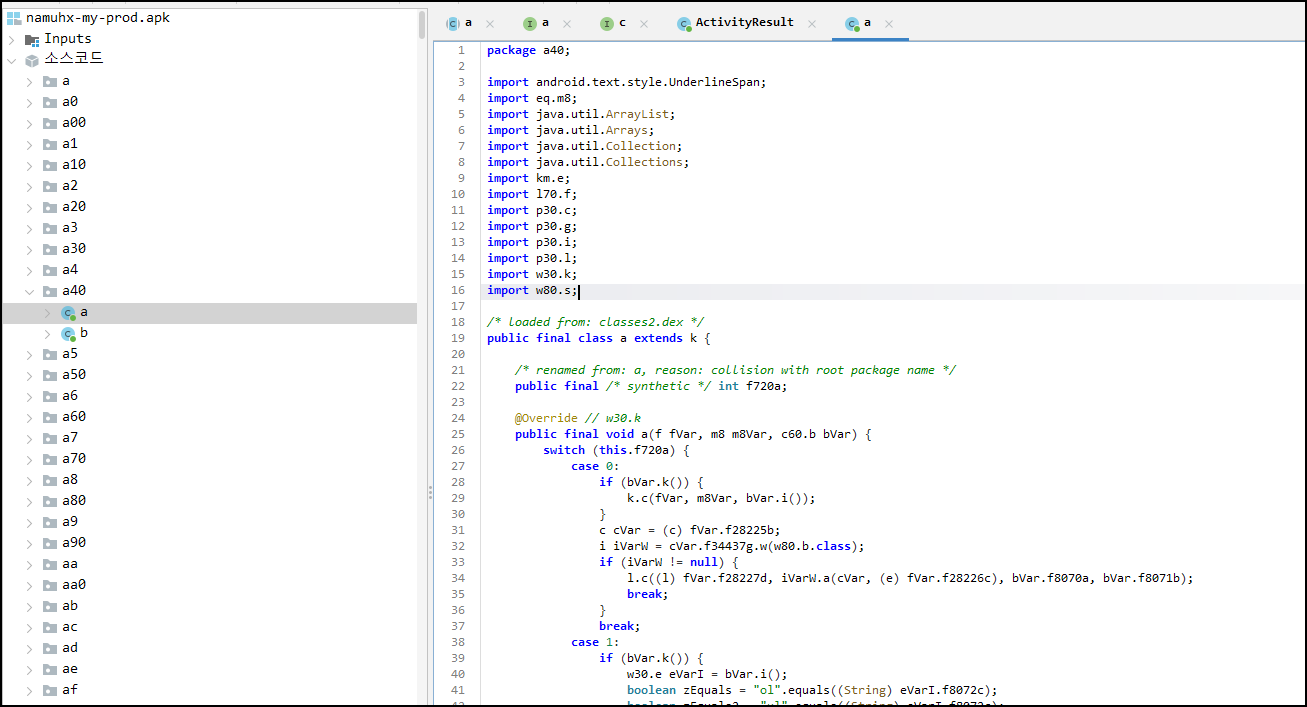 namuhx-my-prod.apk
Inputs
소스코드
a
a0
a00
a1
a10
a2
a20
a3
a30
a4
a40
a
b
a5
a50
a6
a60
a7
a70
a8
a80
a9
a90
aa
aa0
ab
ac
ad
ae
af
C a × I a × I c × C ActivityResult × C a ×
1 package a40;
2
3 import android.text.style.UnderlineSpan;
4 import eq.m8;
5 import java.util.ArrayList;
6 import java.util.Arrays;
7 import java.util.Collection;
8 import java.util.Collections;
9 import km.e;
10 import l70.f;
11 import p30.c;
12 import p30.g;
13 import p30.i;
14 import p30.l;
15 import w30.k;
16 import w80.s;
17
18 /* loaded from: classes2.dex */
19 public final class a extends k {
20
21 /* renamed from: a, reason: collision with root package name */
22 public final /* synthetic */ int f720a;
23
24 @Override // w30.k
25 public final void a(f fVar, m8 m8Var, c60.b bVar) {
26 switch (this.f720a) {
27 case 0:
28 if (bVar.k()) {
29 k.c(fVar, m8Var, bVar.i());
30 }
31 c cVar = (c) fVar.f28225b;
32 i iVarW = cVar.f34437g.w(w80.b.class);
33 if (iVarW != null) {
34 l.c((l) fVar.f28227d, iVarW.a(cVar, (e) fVar.f28226c), bVar.f8070a, bVar.f8071b);
35 break;
36 }
37 break;
38 case 1:
39 if (bVar.k()) {
40 w30.e eVarI = bVar.i();
41 boolean zEquals = "ol".equals((String) eVarI.f8072c);